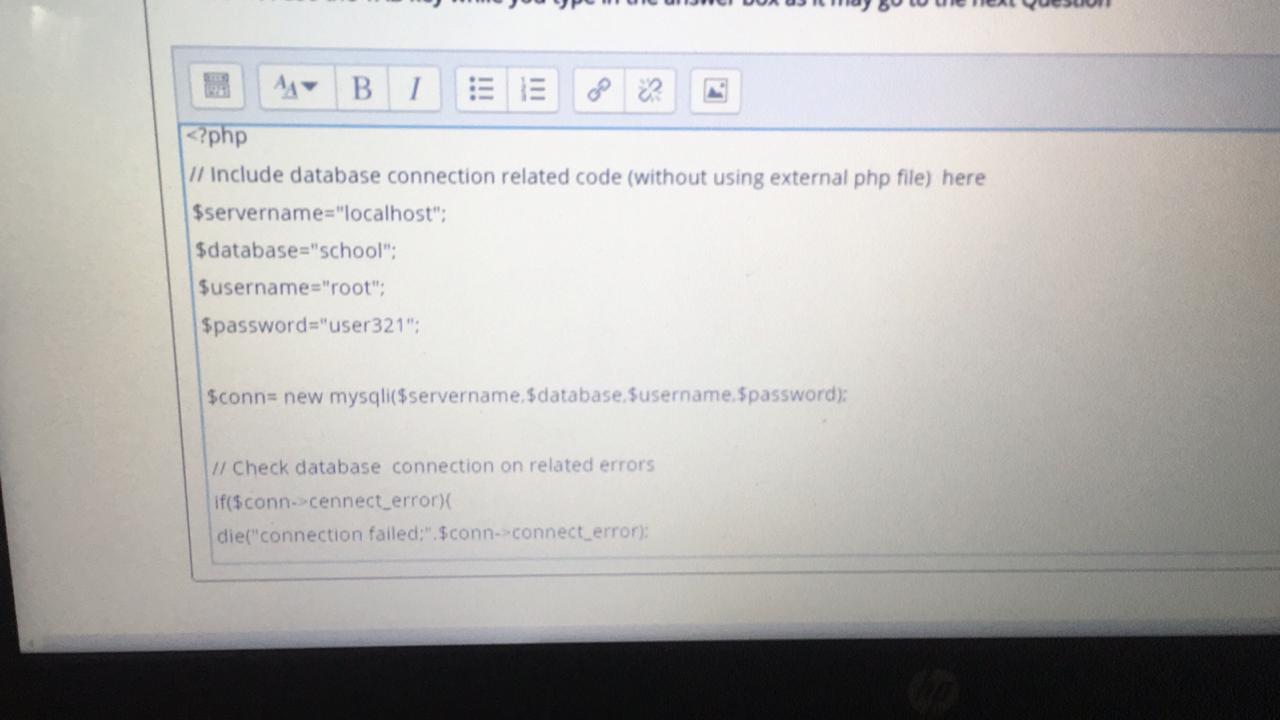 use the TAB key while you type in the answer box as it may go to the next Question
<?php
// Include database connection related code (without using external php file)  here
$servername="localhost";
$database="school";
$username="root";
$password="user321";
$conn= new mysqli($servername,$database,$username,$password);
// Check database  connection on related errors
if($conn->cennect_error){
die("connection failed;".$conn->connect_error);
hp